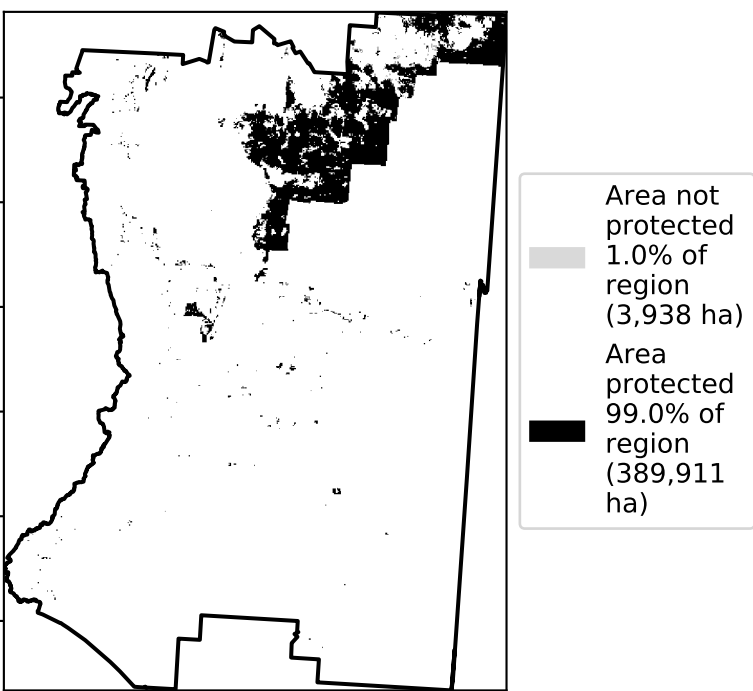 Area not
protected
1.0% of
region
(3,938 ha)
Area
protected
99.0% of
region
(389,911
ha)